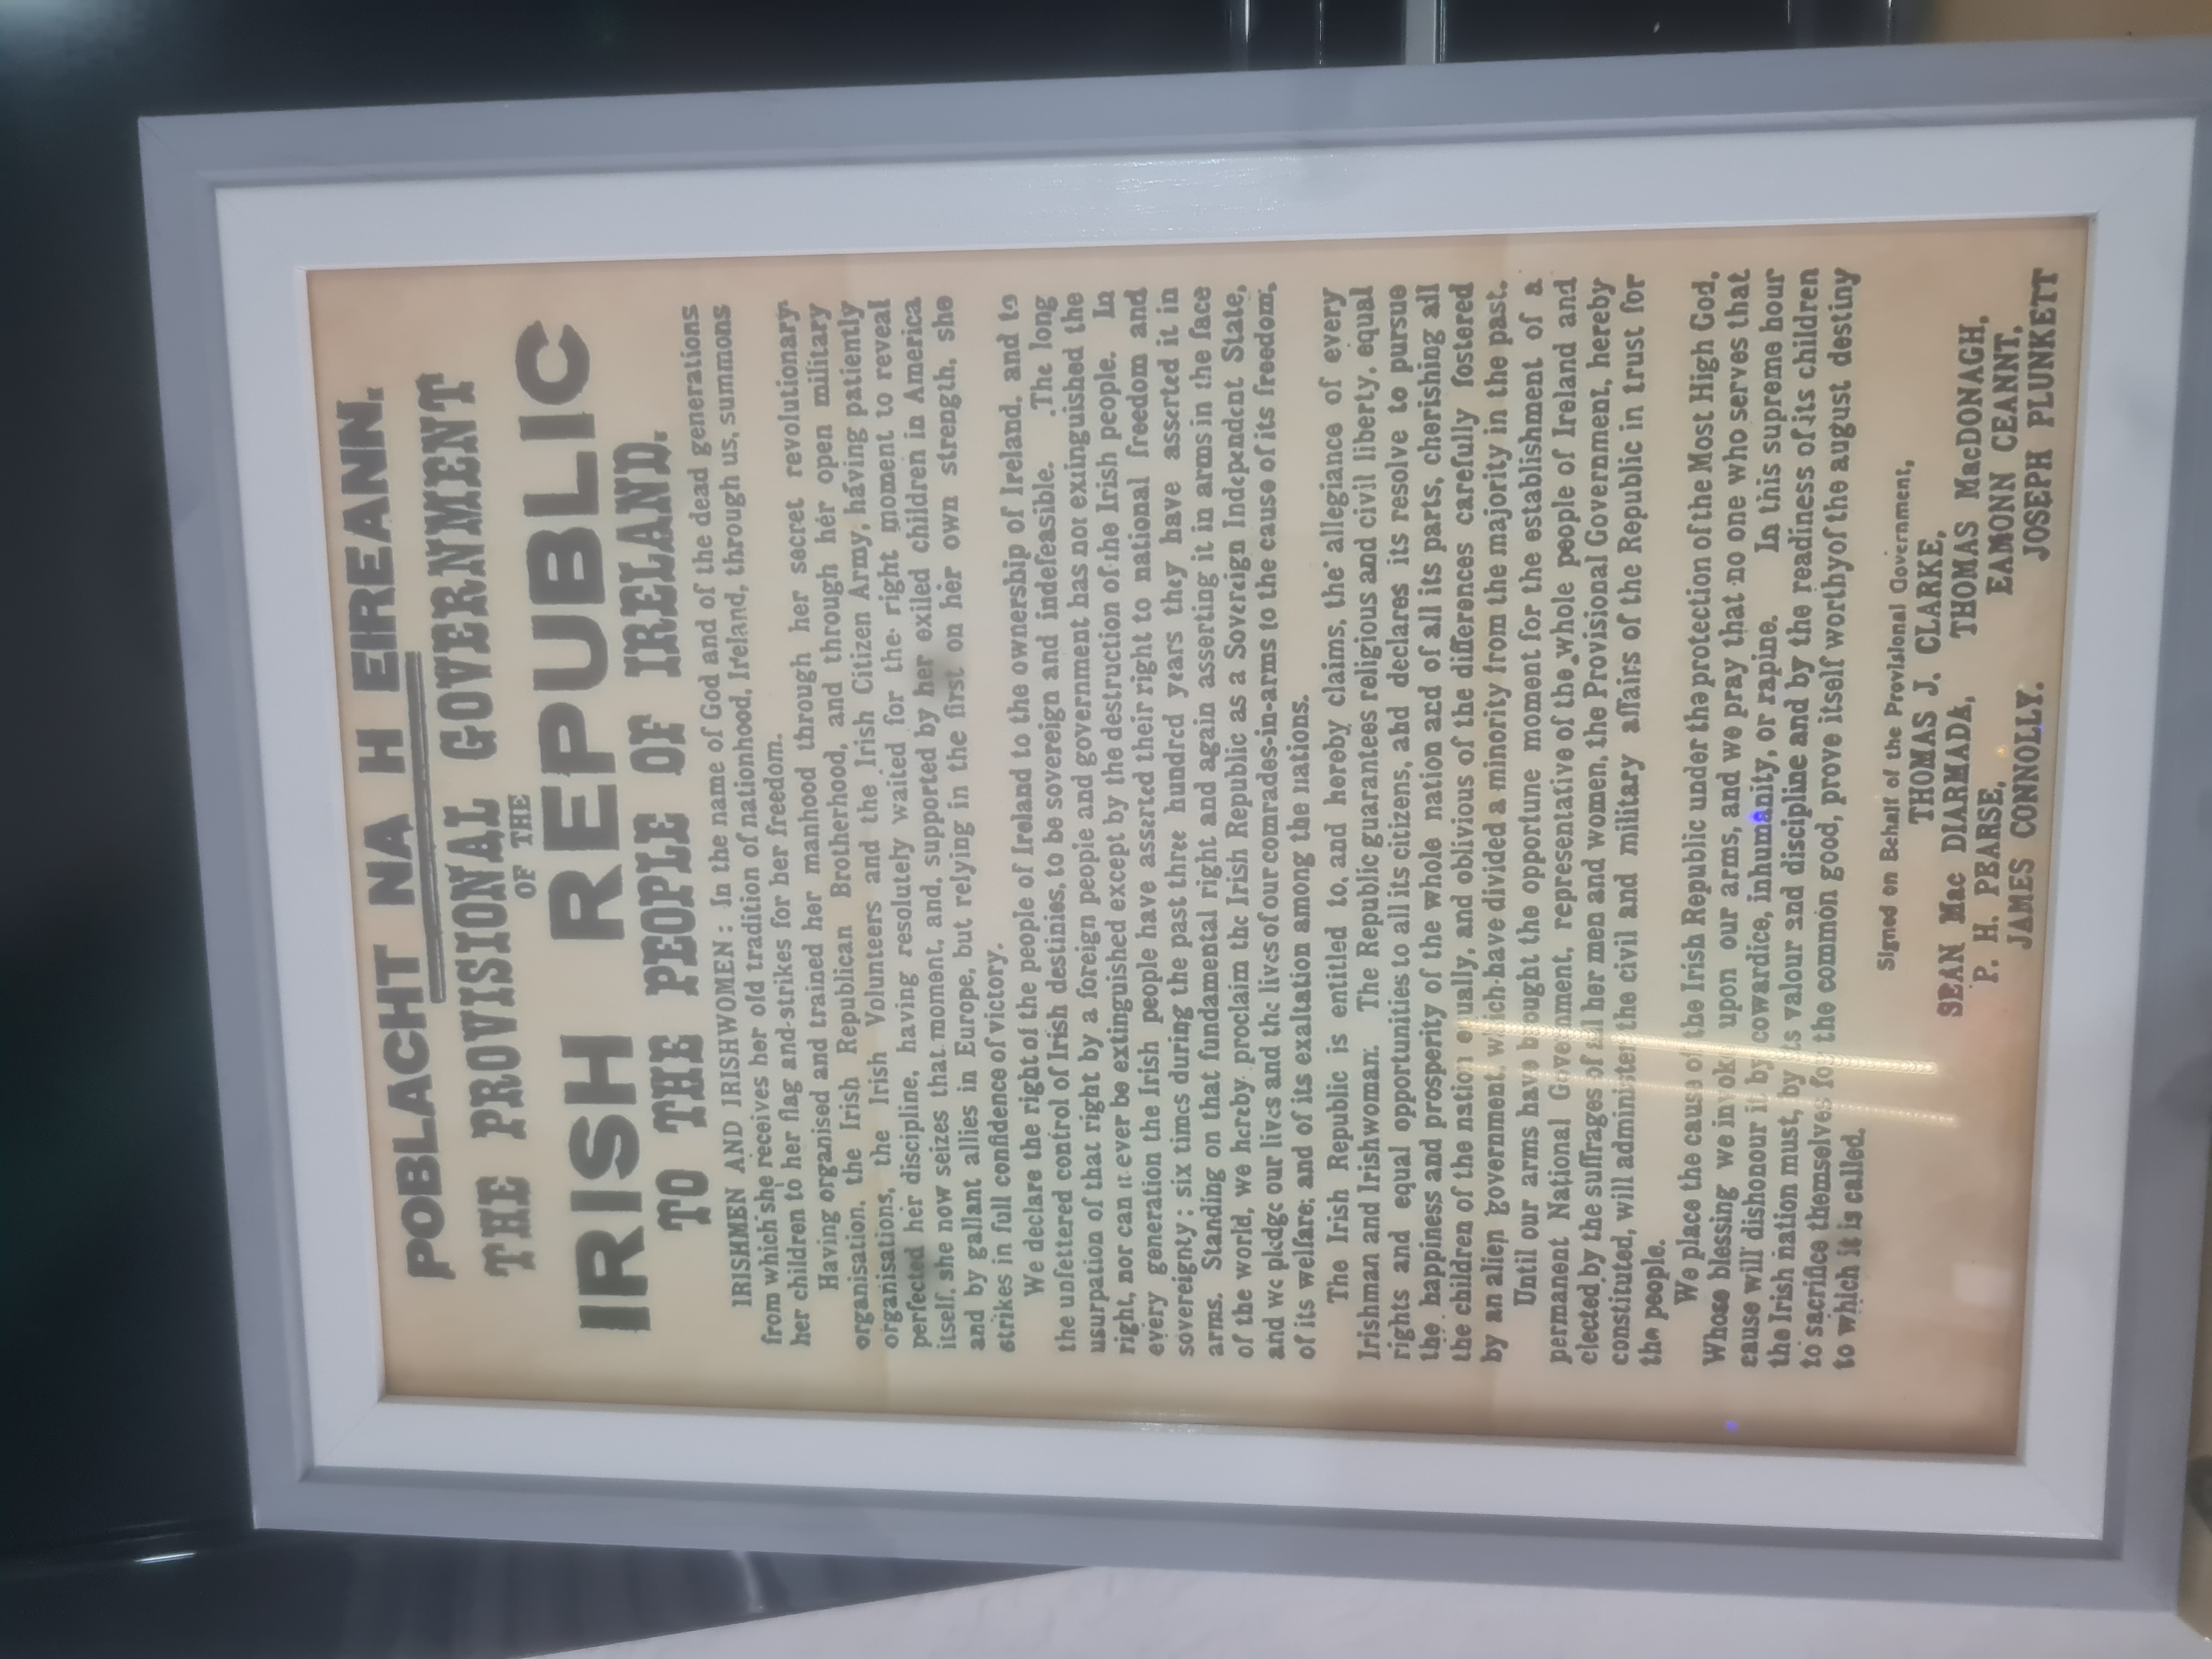 POBLACHT NA H EIREANN.
THE PROVISIONAL GOVERNMENT
OF THE
IRISH REPUBLIC
TO THE PEOPLE OF IRELAND.
IRISHMEN AND IRISHWOMEN : In the name of God and of the dead generations
from which she receives her old tradition of nationhood, Ireland, through us, summons
her children to her flag and strikes for her freedom.
Having organised and trained her manhood through her secret revolutionary
organisation, the Irish Republican Brotherhood, and through her open military
organisations, the Irish Volunteers and the Irish Citizen Army, having patiently
perfected her discipline, having resolutely waited for the right moment to reveal
itself, she now seizes that moment, and, supported by her exiled children in America
and by gallant allies in Europe, but relying in the first on her own strength, she
strikes in full confidence of victory.
We declare the right of the people of Ireland to the ownership of Ireland, and to
the unfettered control of Irish destinies, to be sovereign and indefeasible. The long
usurpation of that right by a foreign people and government has not exinguished the
right, nor can it ever be extinguished except by the destruction of the Irish people. In
every generation the Irish people have asserted their right to national freedom and
sovereignty ; six times during the past three hundred years they have asserted it in
arms. Standing on that fundamental right and again asserting it in arms in the face
of the world, we hereby proclaim the Irish Republic as a Sovereign Independent State,
and we pledge our lives and the lives of our comrades-in-arms to the cause of its freedom,
of its welfare; and of its exaltation among the nations.
The Irish Republic is entitled to, and hereby claims, the allegiance of every
Irishman and Irishwoman. The Republic guarantees religious and civil liberty, equal
rights and equal opportunities to all its citizens, and declares its resolve to pursue
the happiness and prosperity of the whole nation and of all its parts, cherishing all
the children of the nation equally, and oblivious of the differences carefully fostered
by an alien government, which have divided a minority from the majority in the past.
Until our arms have brought the opportune moment for the establishment of a
permanent National Government, representative of the whole people of Ireland and
elected by the suffrages of all her men and women, the Provisional Government, hereby
constituted, will administer the civil and military affairs of the Republic in trust for
the people.
We place the cause of the Irish Republic under the protection of the Most High God,
Whose blessing we invoke upon our arms, and we pray that no one who serves that
cause will dishonour it by cowardice, inhumanity, or rapine. In this supreme hour
the Irish nation must, by its valour and discipline and by the readiness of its children
to sacrifice themselves for the common good, prove itself worthy of the august destiny
to which it is called.
Signed on Behalf of the Provisional Government,
THOMAS J. CLARKE,
SEAN Mac DIARMADA, THOMAS MacDONAGH,
P. H. PEARSE, EAMONN CEANNT,
JAMES CONNOLLY. JOSEPH PLUNKETT